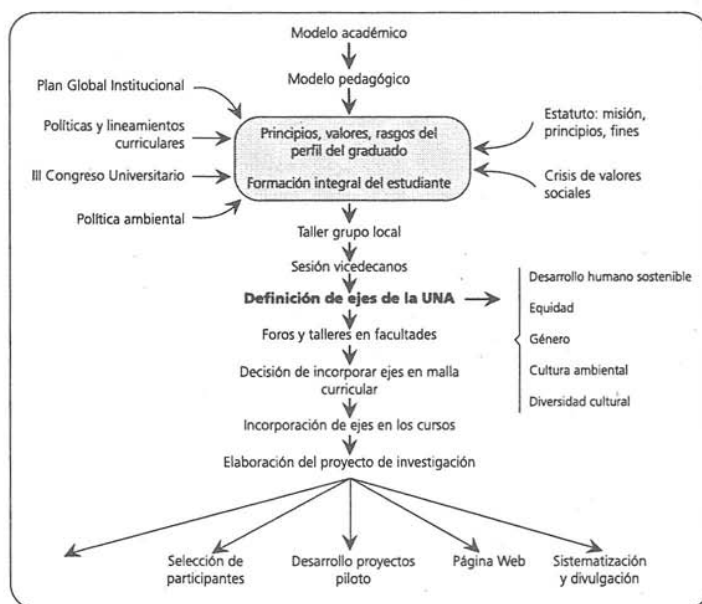 Modelo académico
Modelo pedagógico
Plan Global Institucional
Políticas y lineamientos
curriculares
III Congreso Universitario
Política ambiental
Principios, valores, rasgos del
perfil del graduado
Formación integral del estudiante
Estatuto: misión,
principios, fines
Crisis de valores
sociales
Taller grupo local
Sesión vicedecanos
Definición de ejes de la UNA
Desarrollo humano sostenible
Equidad
Género
Cultura ambiental
Diversidad cultural
Foros y talleres en facultades
Decisión de incorporar ejes en malla
curricular
Incorporación de ejes en los cursos
Elaboración del proyecto de investigación
Selección de
participantes
Desarrollo proyectos
piloto
Página Web
Sistematización
y divulgación